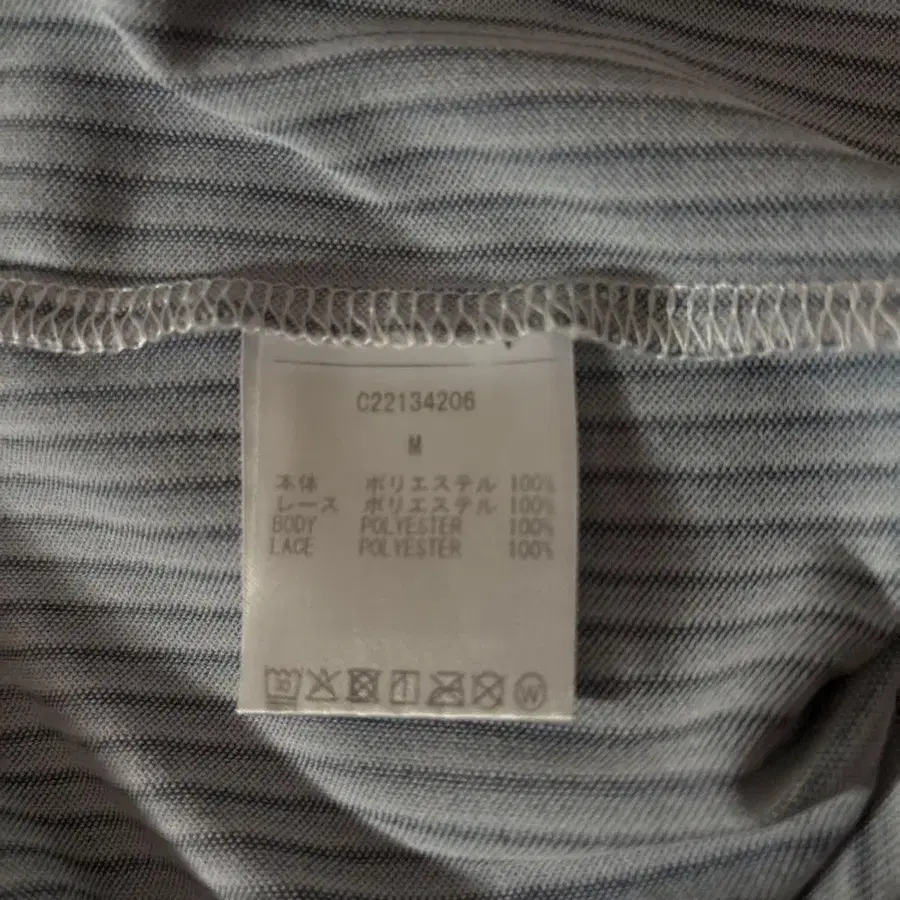 C22134206
M
本体 ポリエステル 100%
レース ポリエステル 100%
BODY POLYESTER 100%
LACE POLYESTER 100%
W